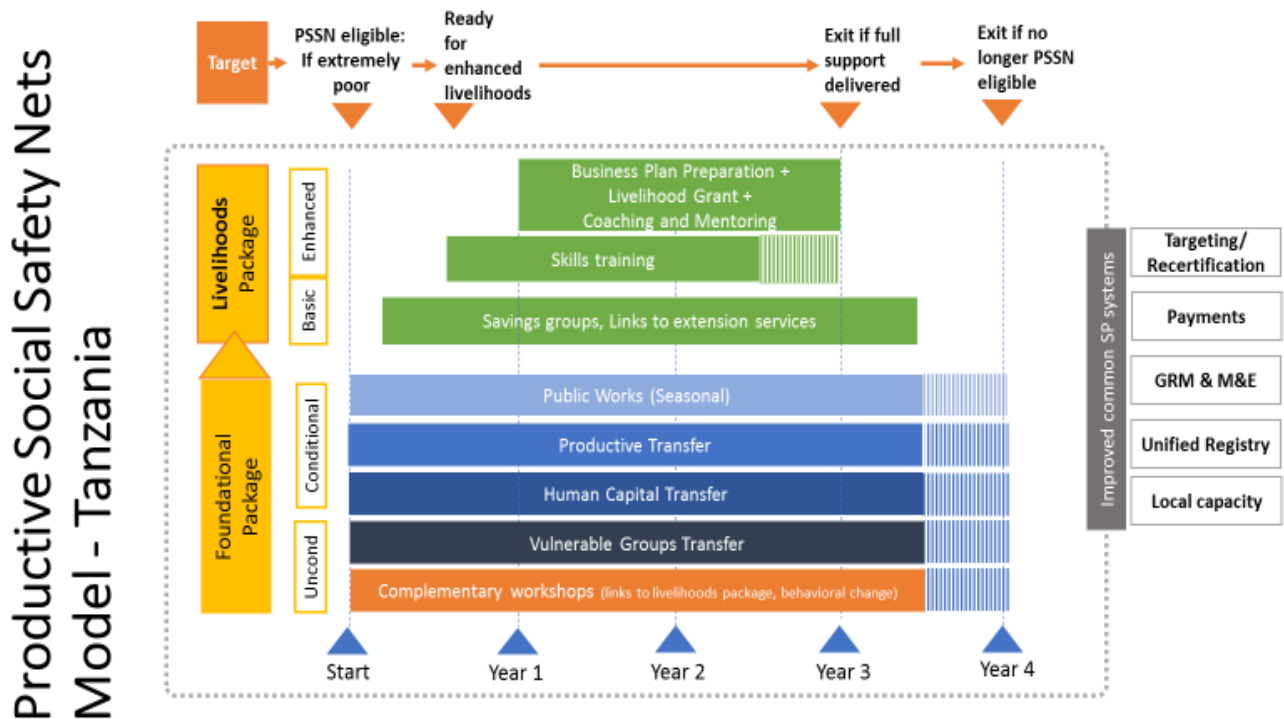 Productive Social Safety Nets
Model - Tanzania
Target
PSSN eligible:
If extremely
poor
Ready
for
enhanced
livelihoods
Exit if full
support
delivered
Exit if no
longer PSSN
eligible
Livelihoods
Package
Enhanced
Basic
Business Plan Preparation +
Livelihood Grant +
Coaching and Mentoring
Skills training
Savings groups, Links to extension services
Foundational
Package
Conditional
Uncond
Public Works (Seasonal)
Productive Transfer
Human Capital Transfer
Vulnerable Groups Transfer
Complementary workshops (links to livelihoods package, behavioral change)
Start
Year 1
Year 2
Year 3
Year 4
Improved common SP systems
Targeting/
Recertification
Payments
GRM & M&E
Unified Registry
Local capacity